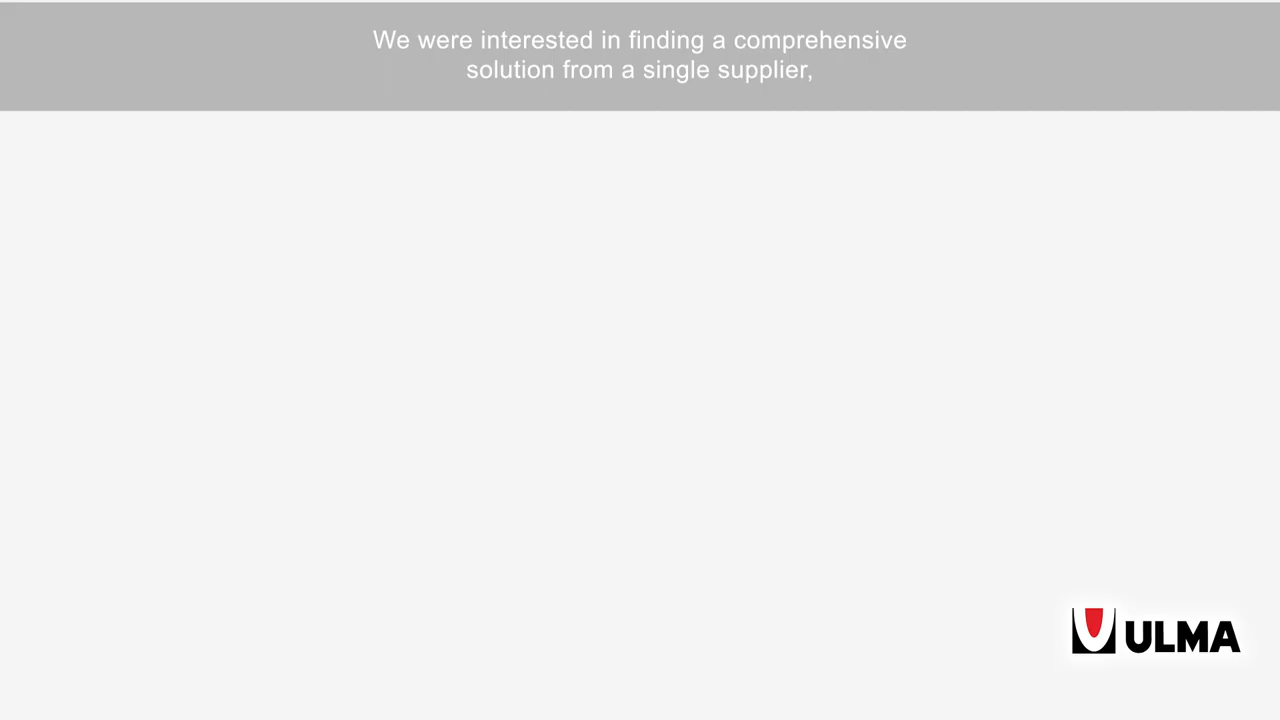 We were interested in finding a comprehensive
solution from a single supplier,
ULMA